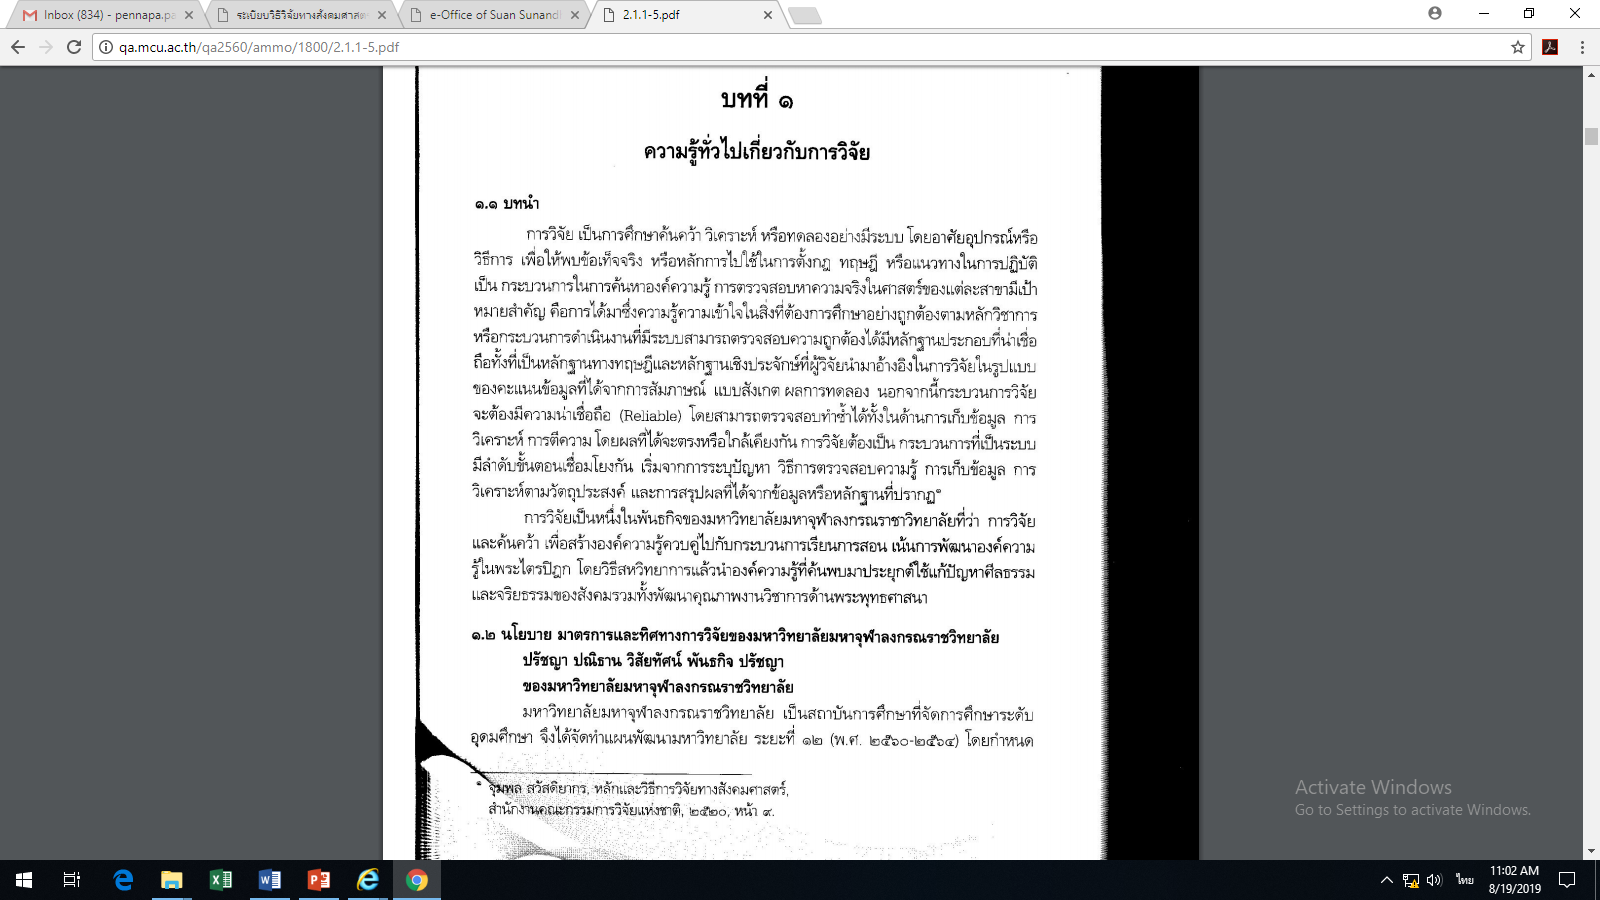 Inbox (834) - pennapa.pa
ระเบียบวิธีวิจัยทางสังคมศาสต
e-Office of Suan Sunand
2.1.1-5.pdf
qa.mcu.ac.th/qa2560/ammo/1800/2.1.1-5.pdf
บทที่ ๑
ความรู้ทั่วไปเกี่ยวกับการวิจัย
๑.๑ บทนำ
การวิจัย เป็นการศึกษาค้นคว้า วิเคราะห์ หรือทดลองอย่างมีระบบ โดยอาศัยอุปกรณ์หรือ
วิธีการ เพื่อให้พบข้อเท็จจริง หรือหลักการไปใช้ในการตั้งกฎ ทฤษฎี หรือแนวทางในการปฏิบัติ
เป็น กระบวนการในการค้นหาองค์ความรู้ การตรวจสอบหาความจริงในศาสตร์ของแต่ละสาขามีเป้า
หมายสำคัญ คือการได้มาซึ่งความรู้ความเข้าใจในสิ่งที่ต้องการศึกษาอย่างถูกต้องตามหลักวิชาการ
หรือกระบวนการดำเนินงานที่มีระบบสามารถตรวจสอบความถูกต้องได้มีหลักฐานประกอบที่น่าเชื่อ
ถือทั้งที่เป็นหลักฐานทางทฤษฎีและหลักฐานเชิงประจักษ์ที่ผู้วิจัยนำมาอ้างอิงในการวิจัยในรูปแบบ
ของคะแนนข้อมูลที่ได้จากการสัมภาษณ์ แบบสังเกต ผลการทดลอง นอกจากนี้กระบวนการวิจัย
จะต้องมีความน่าเชื่อถือ (Reliable) โดยสามารถตรวจสอบทำซ้ำได้ทั้งในด้านการเก็บข้อมูล การ
วิเคราะห์ การตีความ โดยผลที่ได้จะตรงหรือใกล้เคียงกัน การวิจัยต้องเป็น กระบวนการที่เป็นระบบ
มีลำดับขั้นตอนเชื่อมโยงกัน เริ่มจากการระบุปัญหา วิธีการตรวจสอบความรู้ การเก็บข้อมูล การ
วิเคราะห์ตามวัตถุประสงค์ และการสรุปผลที่ได้จากข้อมูลหรือหลักฐานที่ปรากฏ๑
การวิจัยเป็นหนึ่งในพันธกิจของมหาวิทยาลัยมหาจุฬาลงกรณราชาวิทยาลัยที่ว่า การวิจัย
และค้นคว้า เพื่อสร้างองค์ความรู้ควบคู่ไปกับกระบวนการเรียนการสอน เน้นการพัฒนาองค์ความ
รู้ในพระไตรปิฎก โดยวิธีสหวิทยาการแล้วนำองค์ความรู้ที่ค้นพบมาประยุกต์ใช้แก้ปัญหาศีลธรรม
และจริยธรรมของสังคมรวมทั้งพัฒนาคุณภาพงานวิชาการด้านพระพุทธศาสนา
๑.๒ นโยบาย มาตรการและทิศทางการวิจัยของมหาวิทยาลัยมหาจุฬาลงกรณราชวิทยาลัย
ปรัชญา ปณิธาน วิสัยทัศน์ พันธกิจ ปรัชญา
ของมหาวิทยาลัยมหาจุฬาลงกรณราชวิทยาลัย
มหาวิทยาลัยมหาจุฬาลงกรณราชวิทยาลัย เป็นสถาบันการศึกษาที่จัดการศึกษาระดับ
อุดมศึกษา จึงได้จัดทำแผนพัฒนามหาวิทยาลัย ระยะที่ ๑๒ (พ.ศ. ๒๕๖๐-๒๕๖๔) โดยกำหนด
๑ จุมพล สวัสดิยากร, หลักและวิธีการวิจัยทางสังคมศาสตร์,
สำนักงานคณะกรรมการวิจัยแห่งชาติ, ๒๕๒๐, หน้า ๙.
Activate Windows
Go to Settings to activate Windows.
ไทย
11:02 AM
8/19/2019